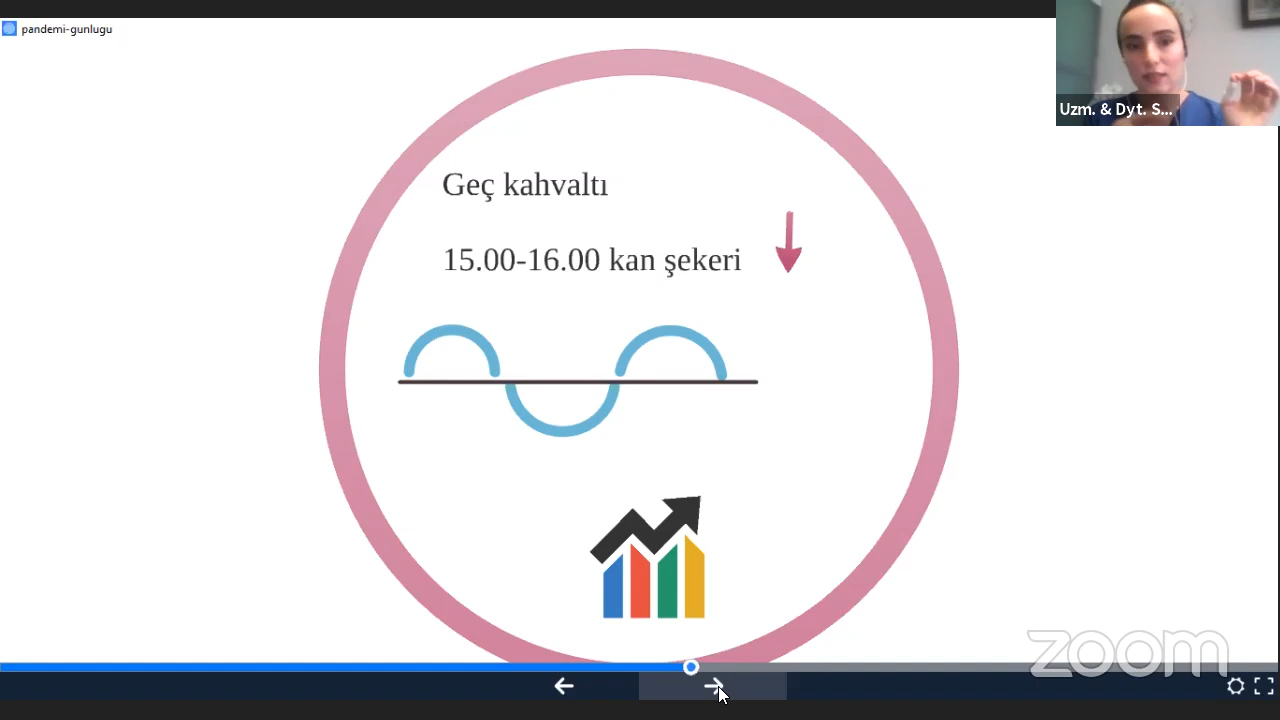 pandemi-gunlugu
Uzm. & Dyt. S...
Geç kahvaltı
15.00-16.00 kan şekeri
zoom